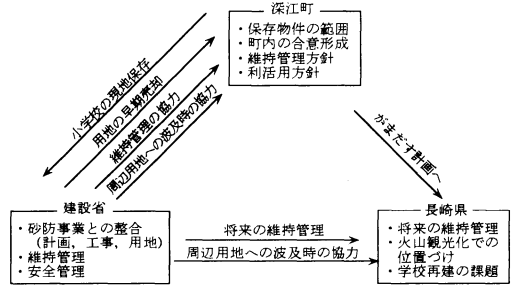 深江町
・保存物件の範囲
・町内の合意形成
・維持管理方針
・利活用方針
小学校の現地保存
用地の早期売却
維持管理の協力
周辺用地への波及時の協力
がまだす計画へ
建設省
・砂防事業との整合
(計画,工事,用地)
・維持管理
・安全管理
将来の維持管理
周辺用地への波及時の協力
長崎県
・将来の維持管理
・火山観光化での
位置づけ
・学校再建の課題